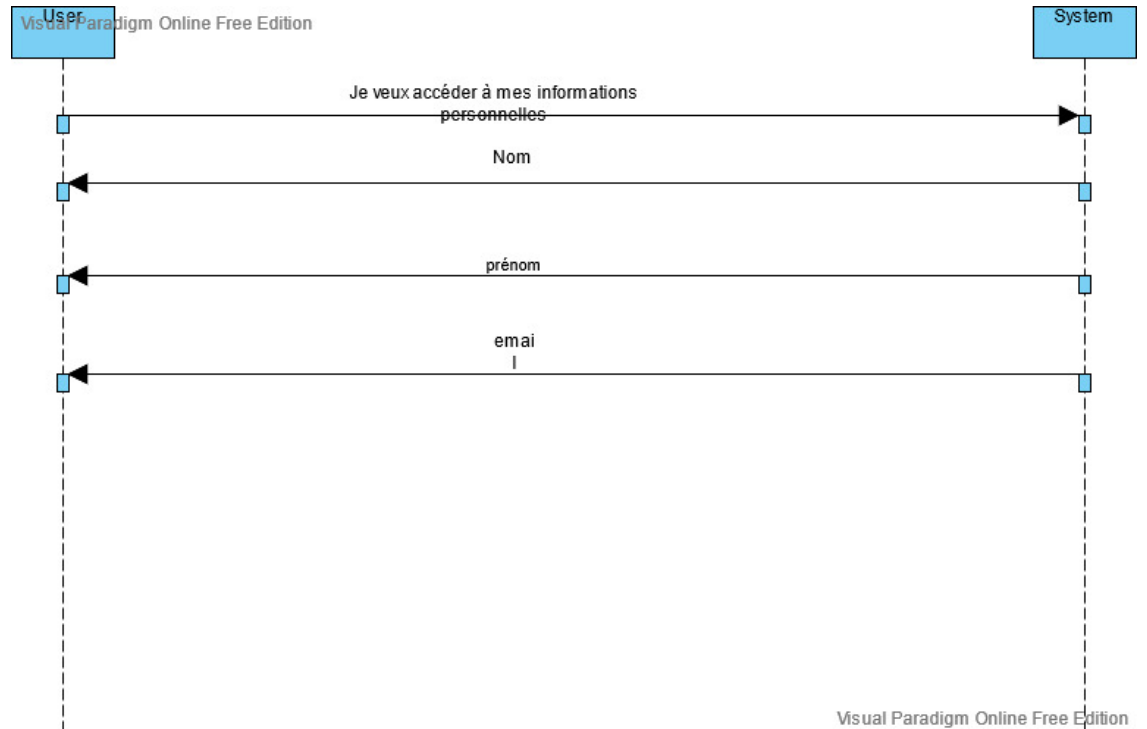 User
System
Visual Paradigm Online Free Edition
Je veux accéder à mes informations
personnelles
Nom
prénom
emai
l
Visual Paradigm Online Free Edition